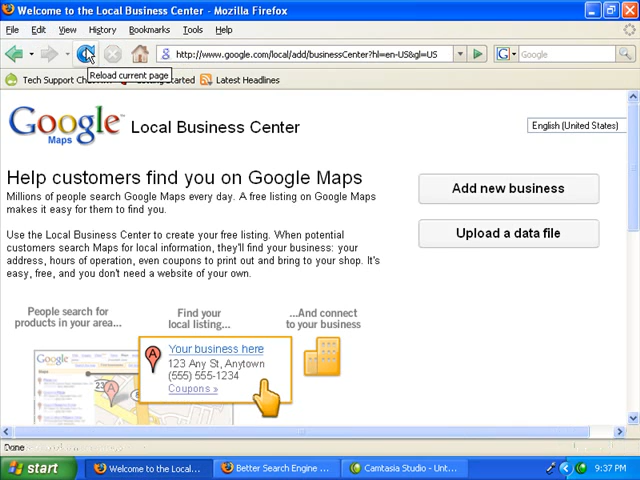 Welcome to the Local Business Center - Mozilla Firefox
File Edit View History Bookmarks Tools Help
http://www.google.com/local/add/businessCenter?hl=en-US&gl=US
Google
Reload current page
Tech Support
Latest Headlines
Google Maps Local Business Center
English (United States)
Help customers find you on Google Maps
Millions of people search Google Maps every day. A free listing on Google Maps
makes it easy for them to find you.
Add new business
Upload a data file
Use the Local Business Center to create your free listing. When potential
customers search Maps for local information, they'll find your business: your
address, hours of operation, even coupons to print out and bring to your shop. It's
easy, free, and you don't need a website of your own.
People search for
products in your area...
Find your
local listing...
...And connect
to your business
A
Your business here
123 Any St, Anytown
(555) 555-1234
Coupons »
Done
start
Welcome to the Local...
Better Search Engine ...
Camtasia Studio - Unt...
9:37 PM